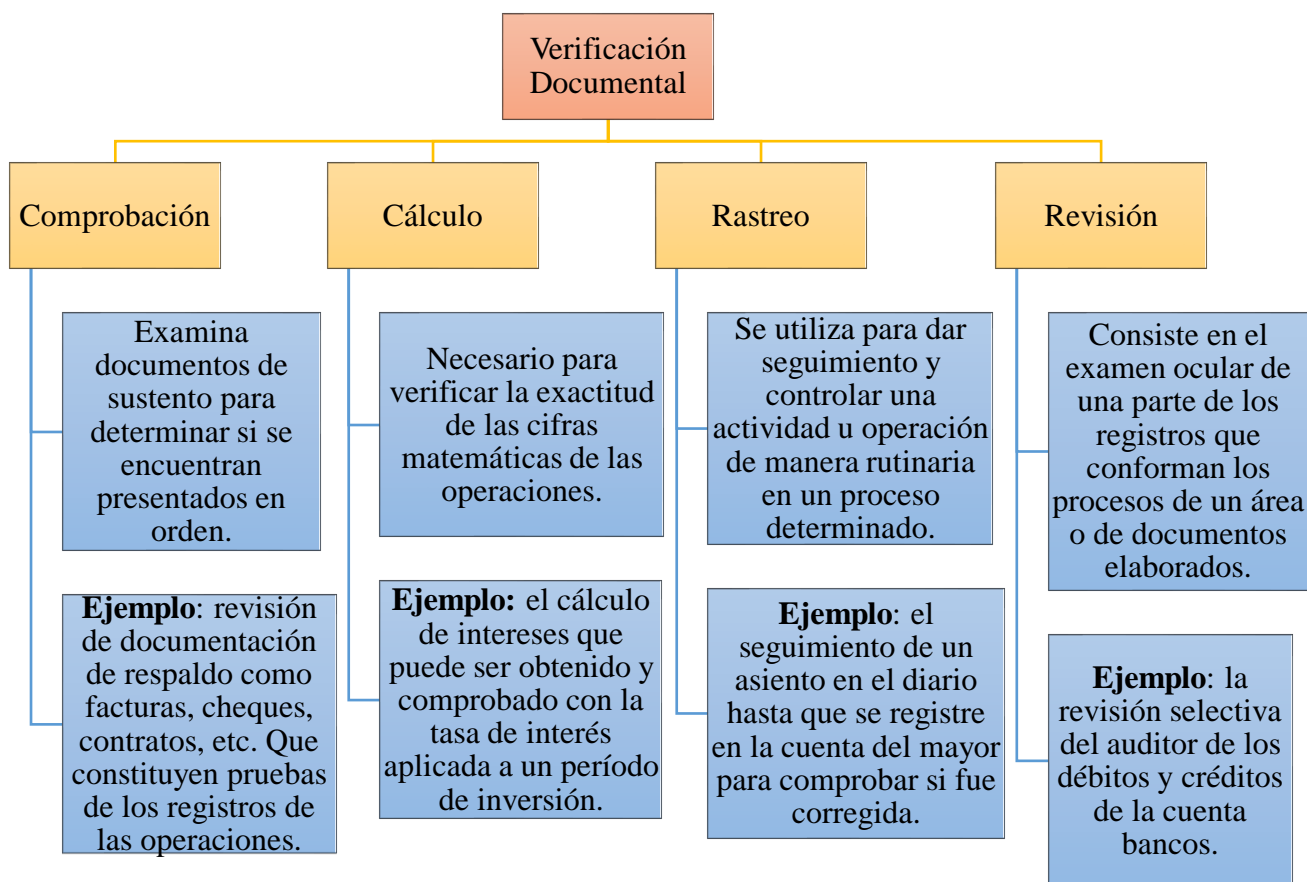 Verificación
Documental
Comprobación
Examina
documentos de
sustento para
determinar si se
encuentran
presentados en
orden.
Ejemplo: revisión
de documentación
de respaldo como
facturas, cheques,
contratos, etc. Que
constituyen pruebas
de los registros de
las operaciones.
Cálculo
Necesario para
verificar la exactitud
de las cifras
matemáticas de las
operaciones.
Ejemplo: el cálculo
de intereses que
puede ser obtenido y
comprobado con la
tasa de interés
aplicada a un período
de inversión.
Rastreo
Se utiliza para dar
seguimiento y
controlar una
actividad u operación
de manera rutinaria
en un proceso
determinado.
Ejemplo: el
seguimiento de un
asiento en el diario
hasta que se registre
en la cuenta del mayor
para comprobar si fue
corregida.
Revisión
Consiste en el
examen ocular de
una parte de los
registros que
conforman los
procesos de un área
o de documentos
elaborados.
Ejemplo: la
revisión selectiva
del auditor de los
débitos y créditos
de la cuenta
bancos.